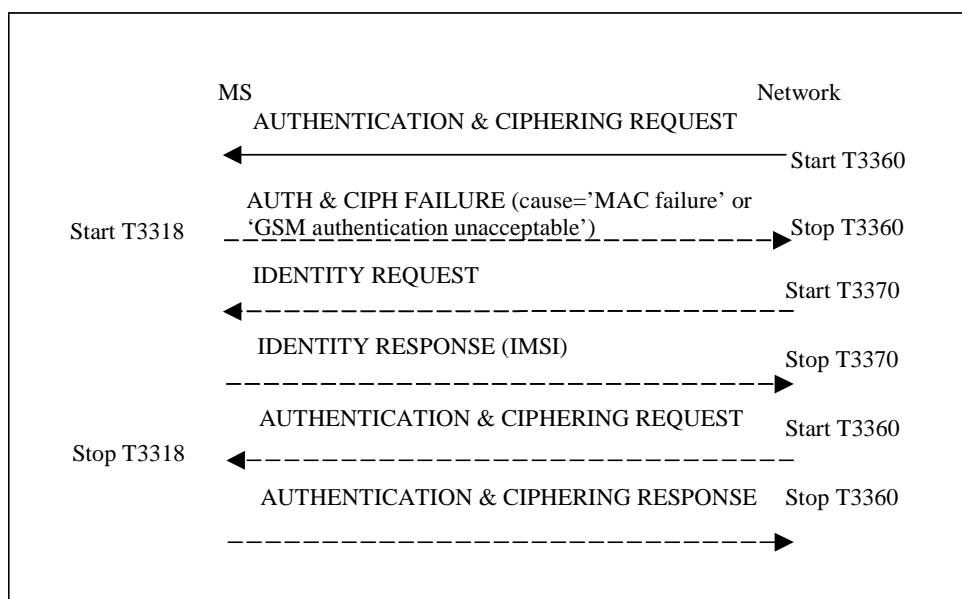 MS Network
AUTHENTICATION & CIPHERING REQUEST
Start T3360
AUTH & CIPH FAILURE (cause=’MAC failure’ or
Start T3318 ‘GSM authentication unacceptable’) Stop T3360
IDENTITY REQUEST
Start T3370
IDENTITY RESPONSE (IMSI)
Stop T3370
AUTHENTICATION & CIPHERING REQUEST
Start T3360
Stop T3318
AUTHENTICATION & CIPHERING RESPONSE Stop T3360